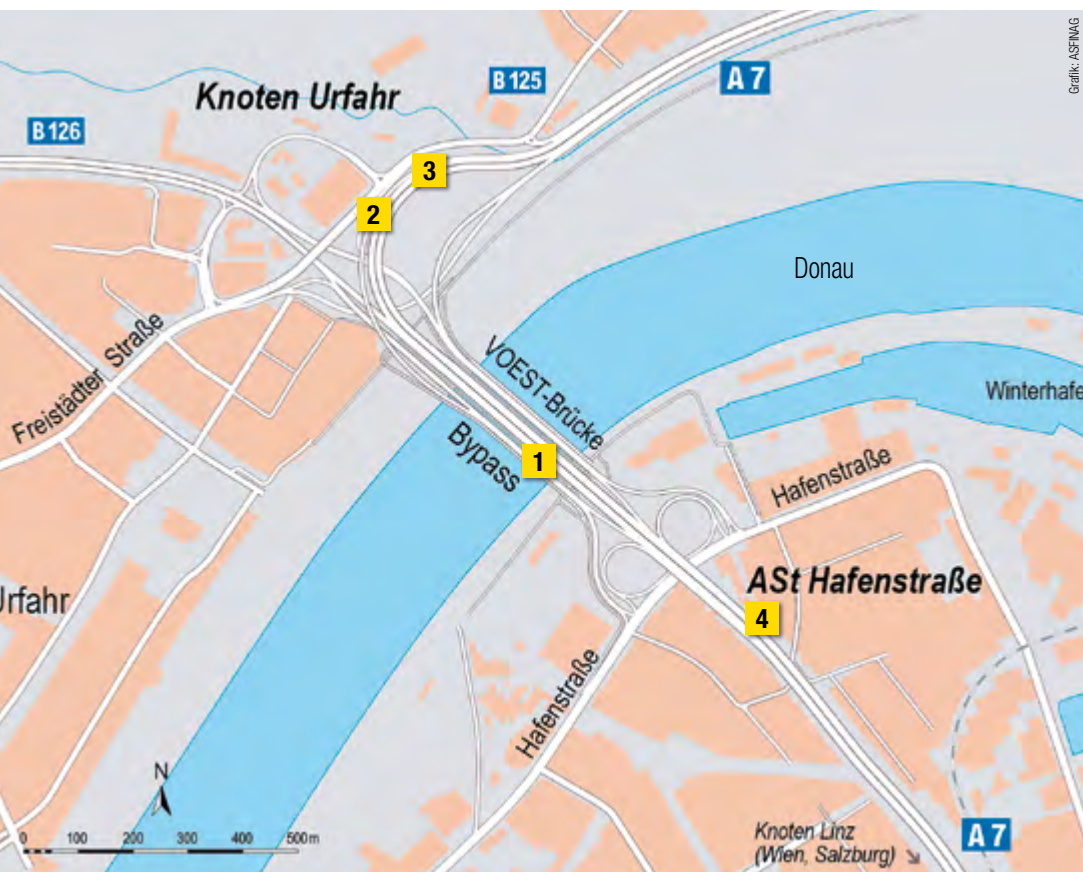 Grafik: ASFINAG
Knoten Urfahr
B 125
A 7
B 126
3
2
Donau
Freistädter Straße
VOEST-Brücke
Winterhafe
Bypass
1
Hafenstraße
ASt Hafenstraße
4
Urfahr
Hafenstraße
N
0 100 200 300 400 500 m
Knoten Linz
(Wien, Salzburg)
A 7